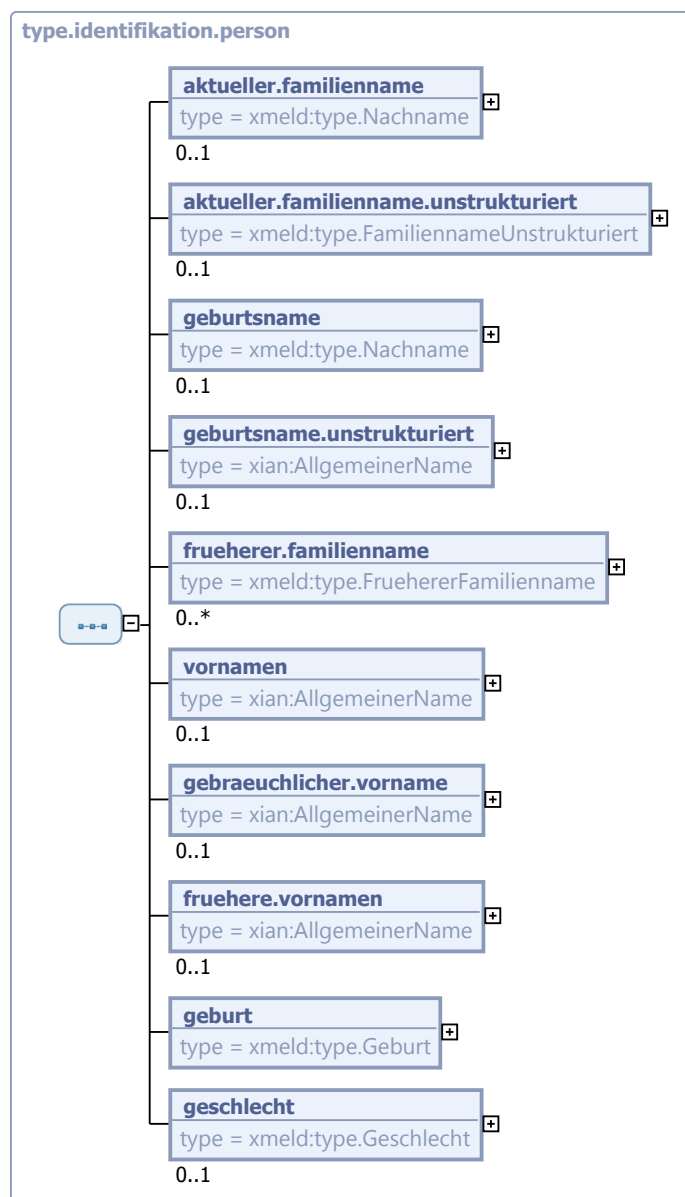 type.identifikation.person
aktueller.familienname
type = xmeld:type.Nachname
0..1
aktueller.familienname.unstrukturiert
type = xmeld:type.FamiliennameUnstrukturiert
0..1
geburtsname
type = xmeld:type.Nachname
0..1
geburtsname.unstrukturiert
type = xian:AllgemeinerName
0..1
frueherer.familienname
type = xmeld:type.FruehererFamilienname
0..*
vornamen
type = xian:AllgemeinerName
0..1
gebraeuchlicher.vorname
type = xian:AllgemeinerName
0..1
fruehere.vornamen
type = xian:AllgemeinerName
0..1
geburt
type = xmeld:type.Geburt
geschlecht
type = xmeld:type.Geschlecht
0..1